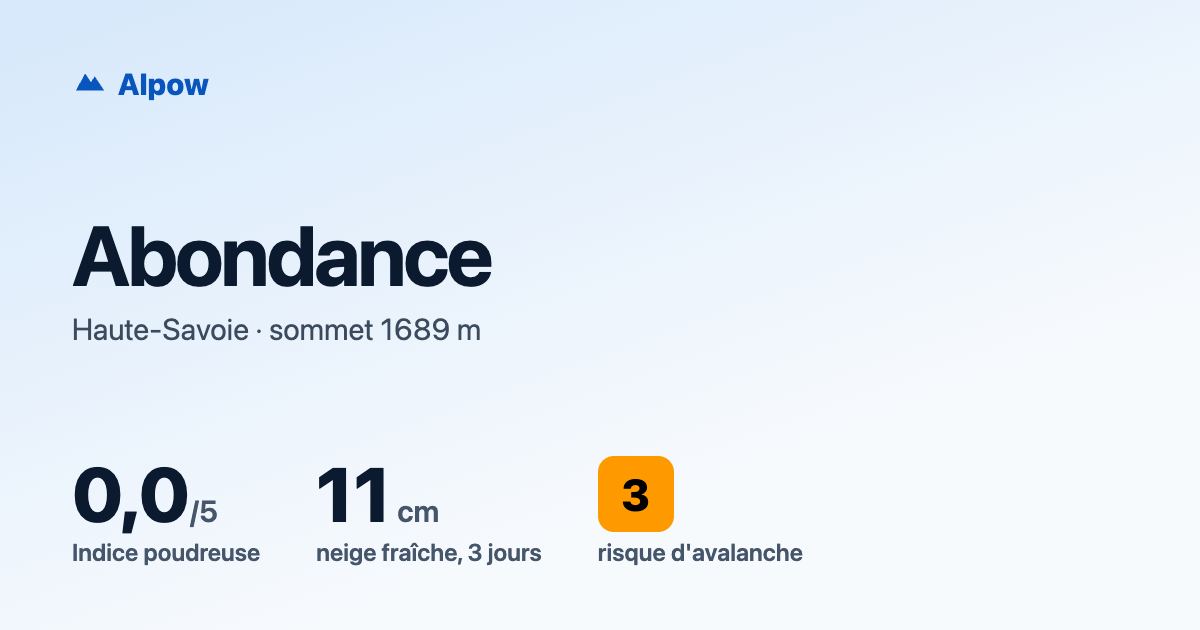 Alpow
Abondance
Haute-Savoie · sommet 1689 m
0,0/5
Indice poudreuse
11 cm
neige fraîche, 3 jours
3
risque d'avalanche